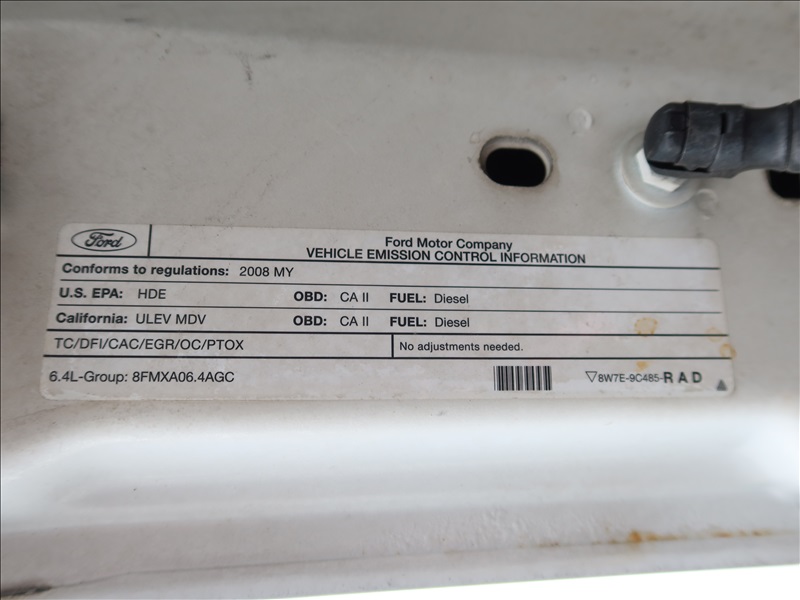 Ford
Ford Motor Company
VEHICLE EMISSION CONTROL INFORMATION
Conforms to regulations: 2008 MY
U.S. EPA: HDE OBD: CA II FUEL: Diesel
California: ULEV MDV OBD: CA II FUEL: Diesel
TC/DFI/CAC/EGR/OC/PTOX No adjustments needed.
6.4L-Group: 8FMXA06.4AGC ▽8W7E-9C485-RAD